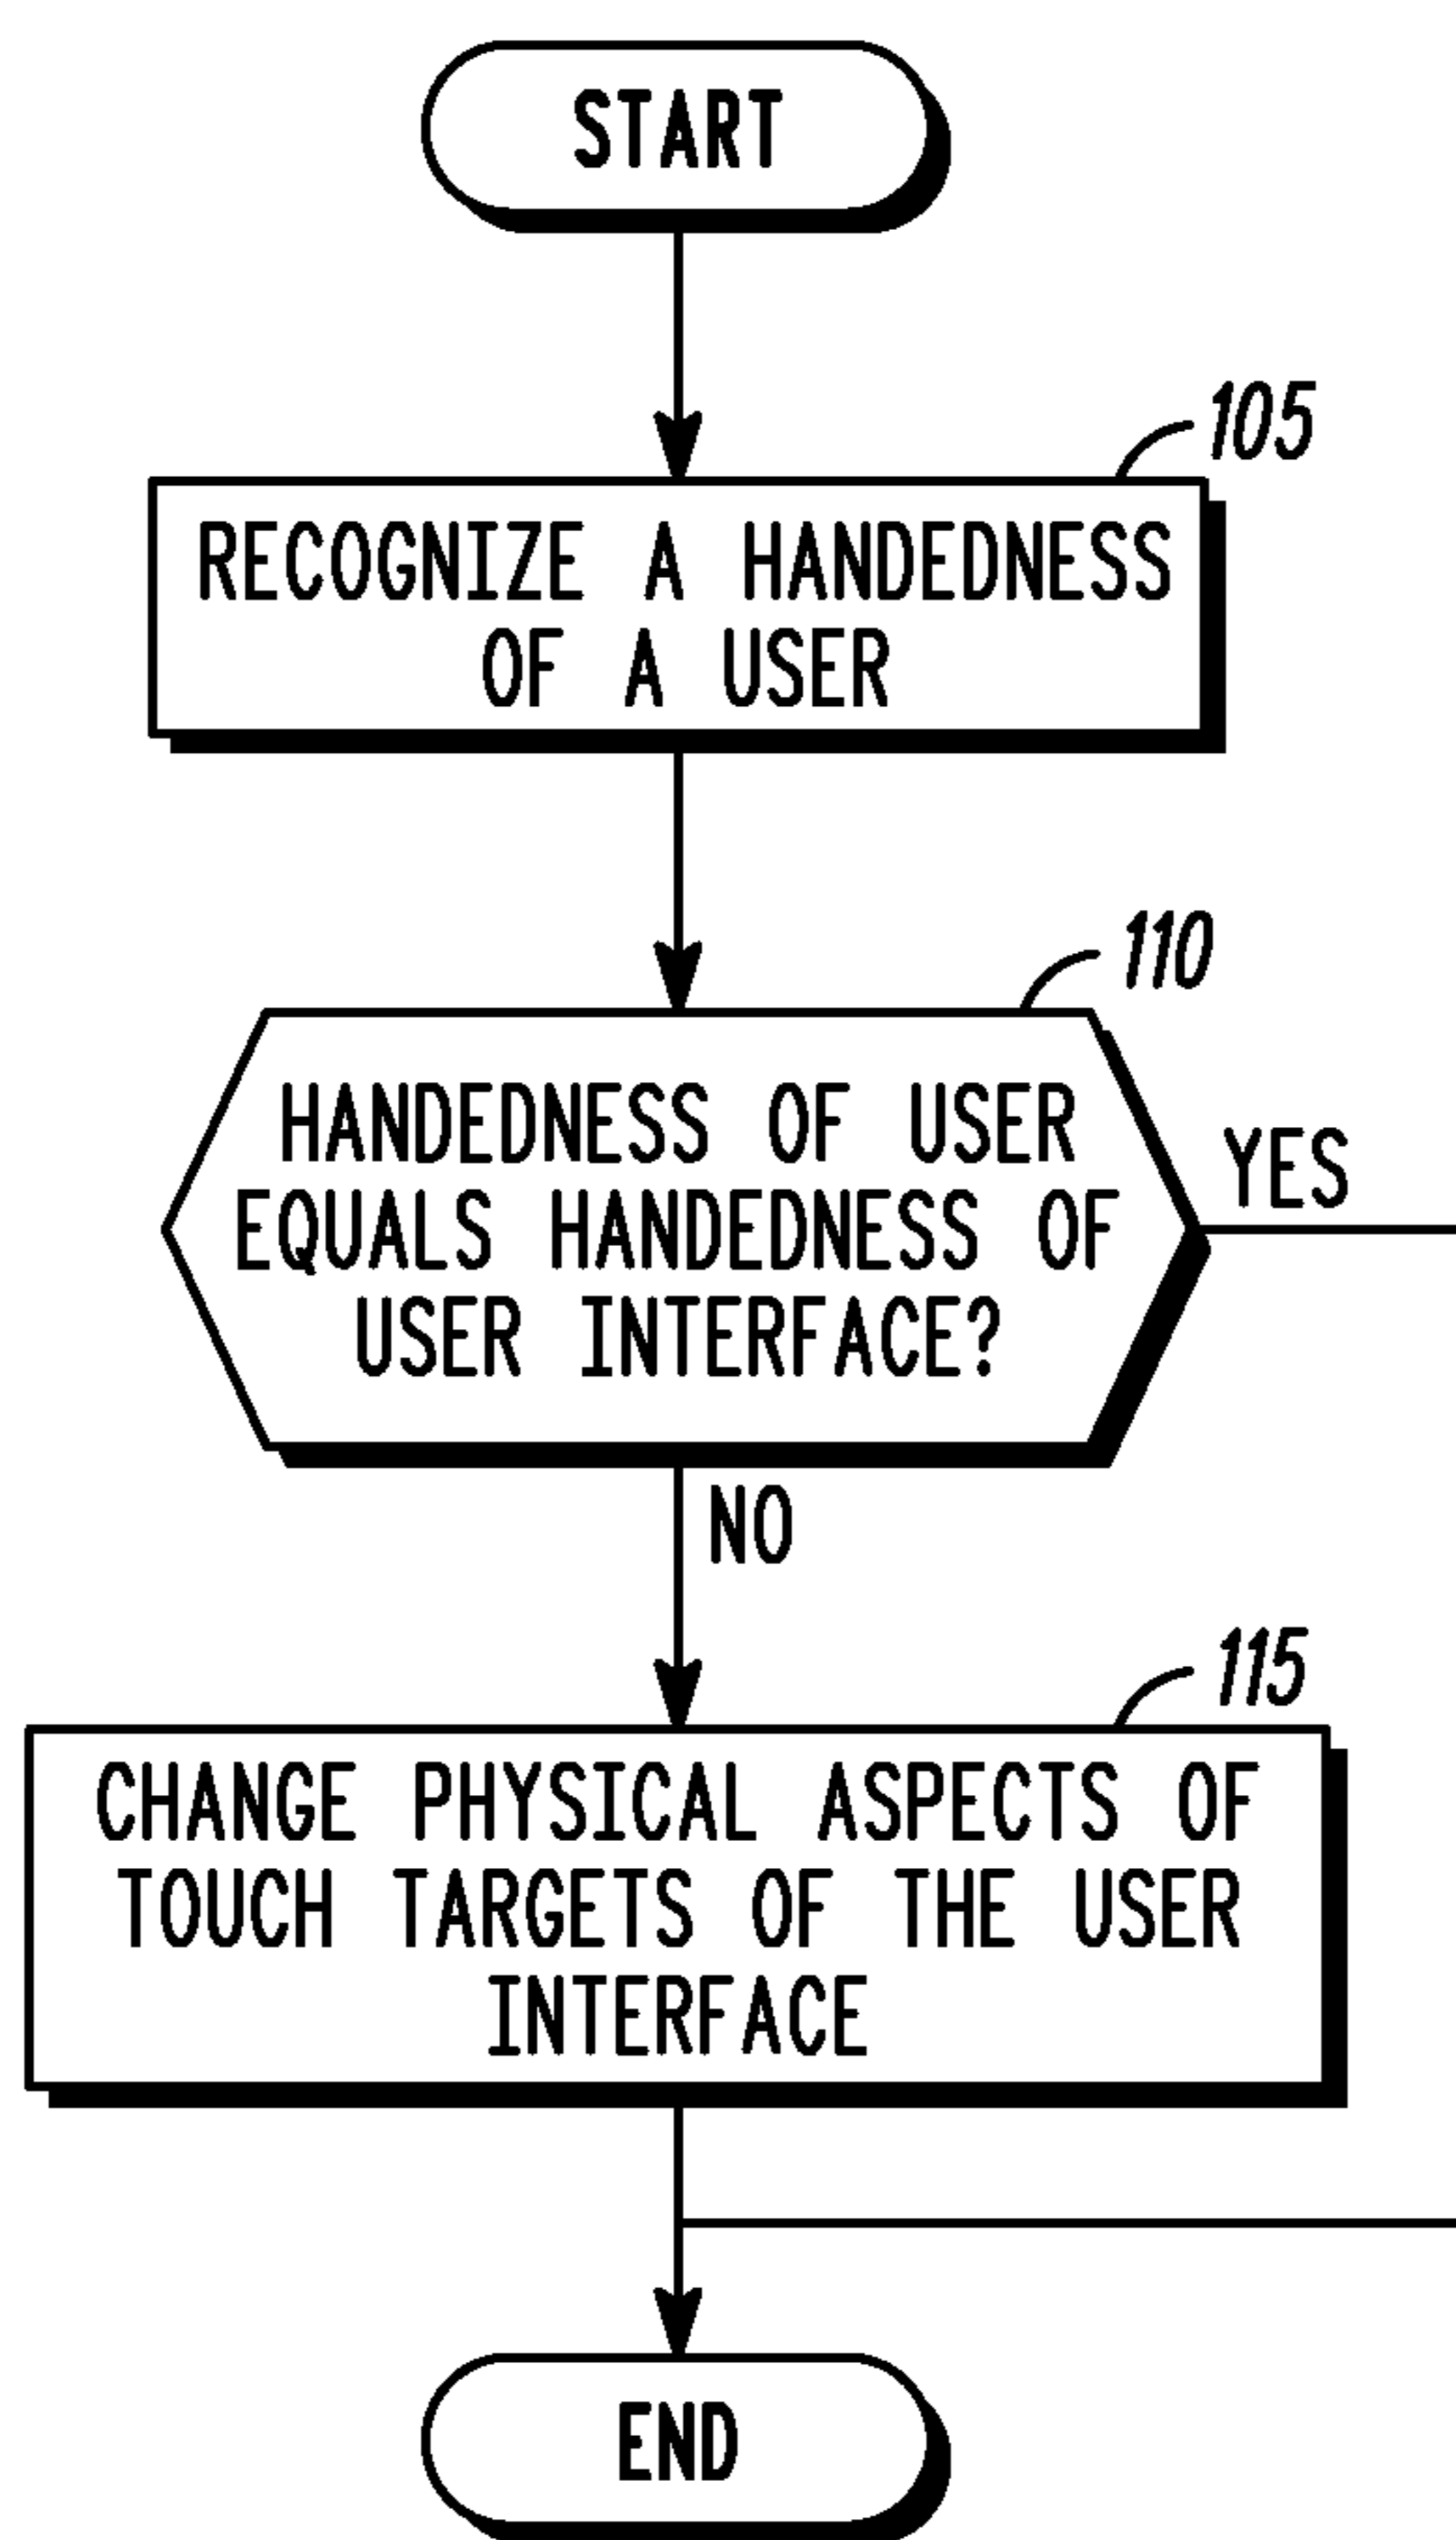 START
105
RECOGNIZE A HANDEDNESS
OF A USER
110
HANDEDNESS OF USER
EQUALS HANDEDNESS OF
USER INTERFACE?
YES
NO
115
CHANGE PHYSICAL ASPECTS OF
TOUCH TARGETS OF THE USER
INTERFACE
END